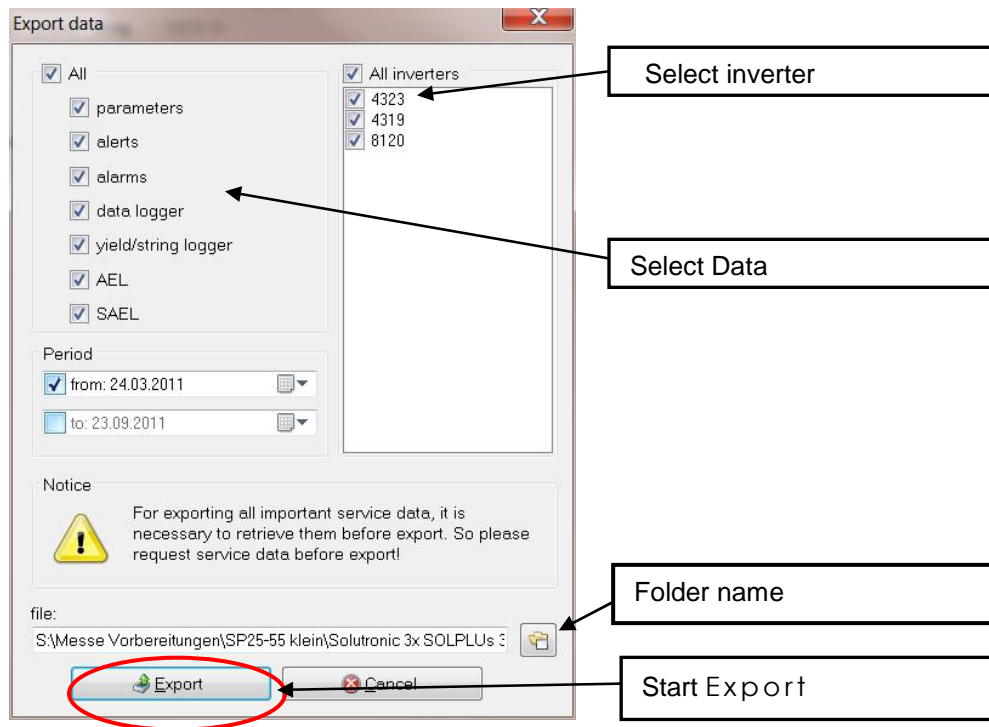 Export data
All
parameters
alerts
alarms
data logger
yield/string logger
AEL
SAEL
All inverters
4323
4319
8120
Select inverter
Select Data
Period
from: 24.03.2011
to: 23.09.2011
Notice
For exporting all important service data, it is
necessary to retrieve them before export. So please
request service data before export!
Folder name
file:
S:\Messe Vorbereitungen\SP25-55 klein\Solutronic 3x SOLPLUs 3
Export
Cancel
Start Export